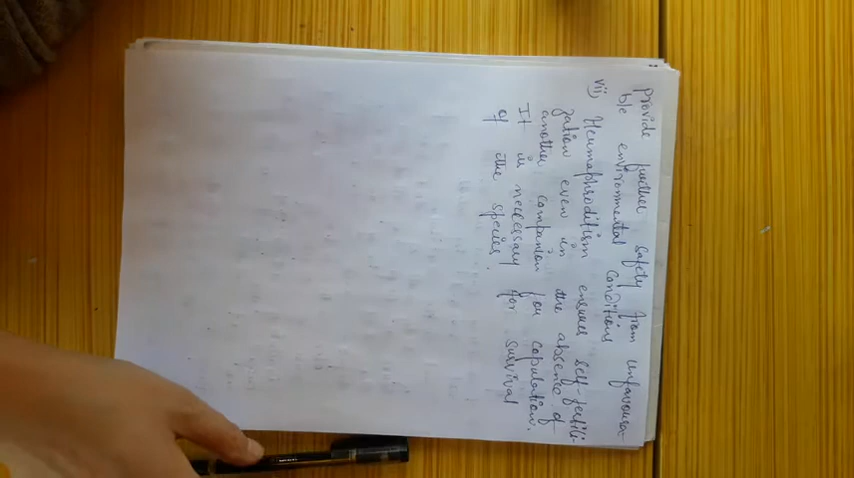 provide further safety from unfavoura-
ble environmental conditions
vii) Hermaphroditism ensures self-fertili-
zation even in the absence of
another companion for copulation.
It is necessary for survival
of the species.